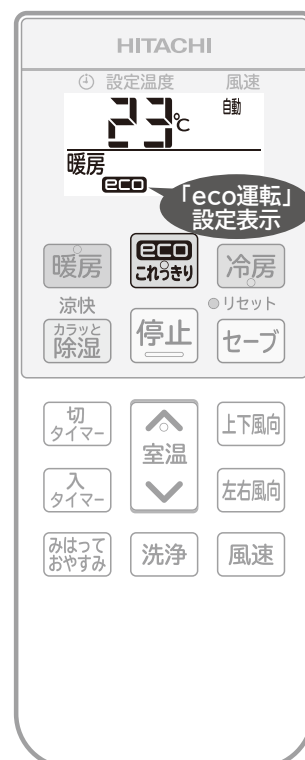 HITACHI
設定温度 風速
23℃ 自動
暖房
eco
「eco運転」
設定表示
暖房 eco これっきり 冷房
涼快 リセット
カラッと
除湿 停止 セーブ
切
タイマー
室温
上下風向
入
タイマー
左右風向
みはって
おやすみ
洗浄
風速